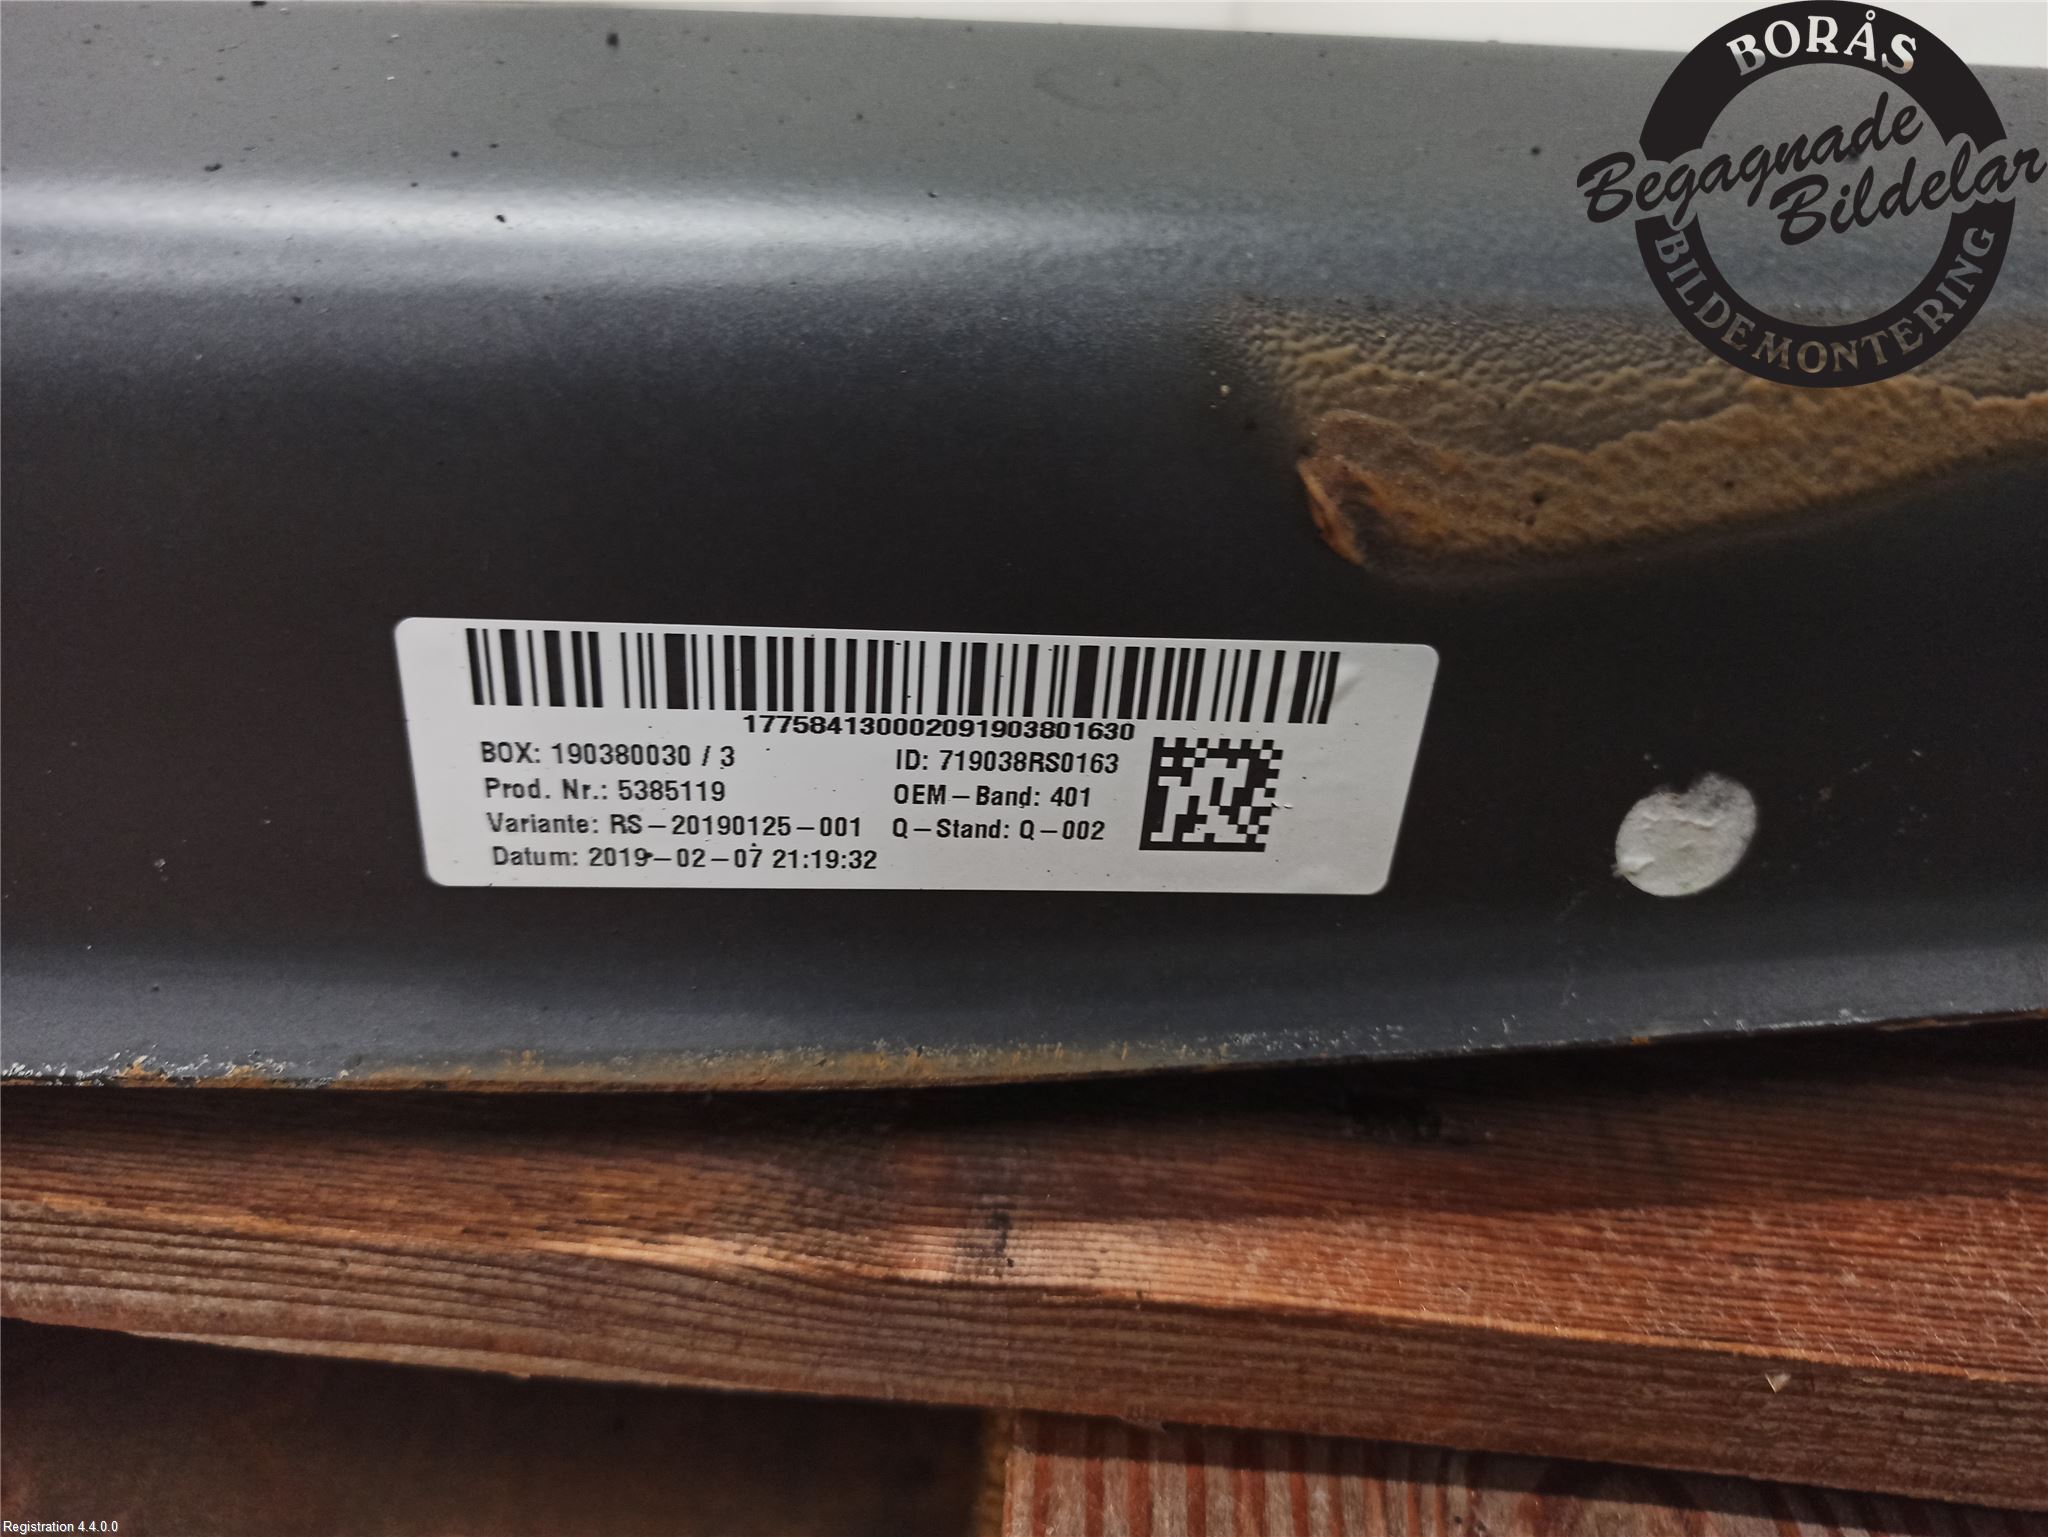 BORÅS
Begagnade
Bildelar
BILDEMONTERING
177584130002091903801630
BOX: 190380030 / 3
ID: 719038RS0163
Prod. Nr.: 5385119
OEM-Band: 401
Variante: RS-20190125-001
Q-Stand: Q-002
Datum: 2019-02-07 21:19:32
Registration 4.4.0.0